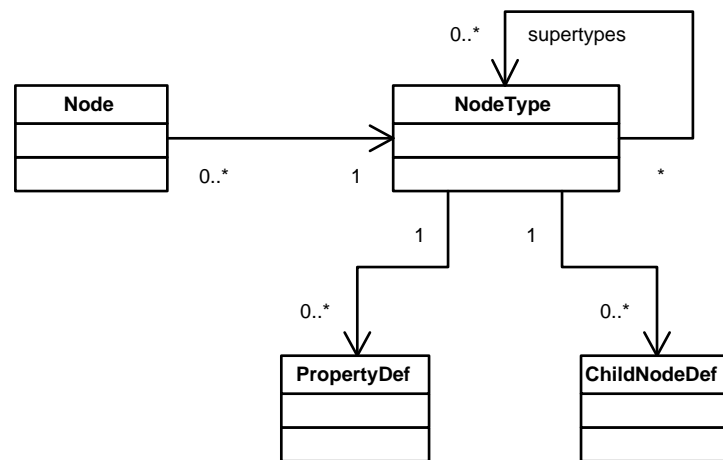 0..* supertypes
Node NodeType
0..* 1 *
1 1
0..* 0..*
PropertyDef ChildNodeDef